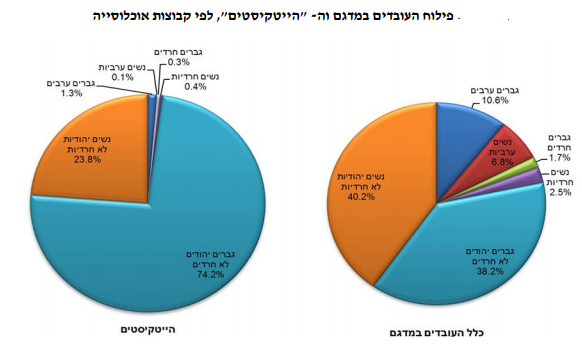 פילוח העובדים במדגם וה- "הייטקיסטים", לפי קבוצות אוכלוסייה
גברים חרדים
0.3%
נשים ערביות
0.1%
גברים ערבים
1.3%
נשים חרדיות
0.4%
נשים יהודיות
לא חרדיות
23.8%
גברים יהודים
לא חרדים
74.2%
הייטקיסטים
גברים ערבים
10.6%
נשים
ערביות
6.8%
גברים
חרדים
1.7%
נשים
חרדיות
2.5%
נשים יהודיות
לא חרדיות
40.2%
גברים יהודים
לא חרדים
38.2%
כלל העובדים במדגם